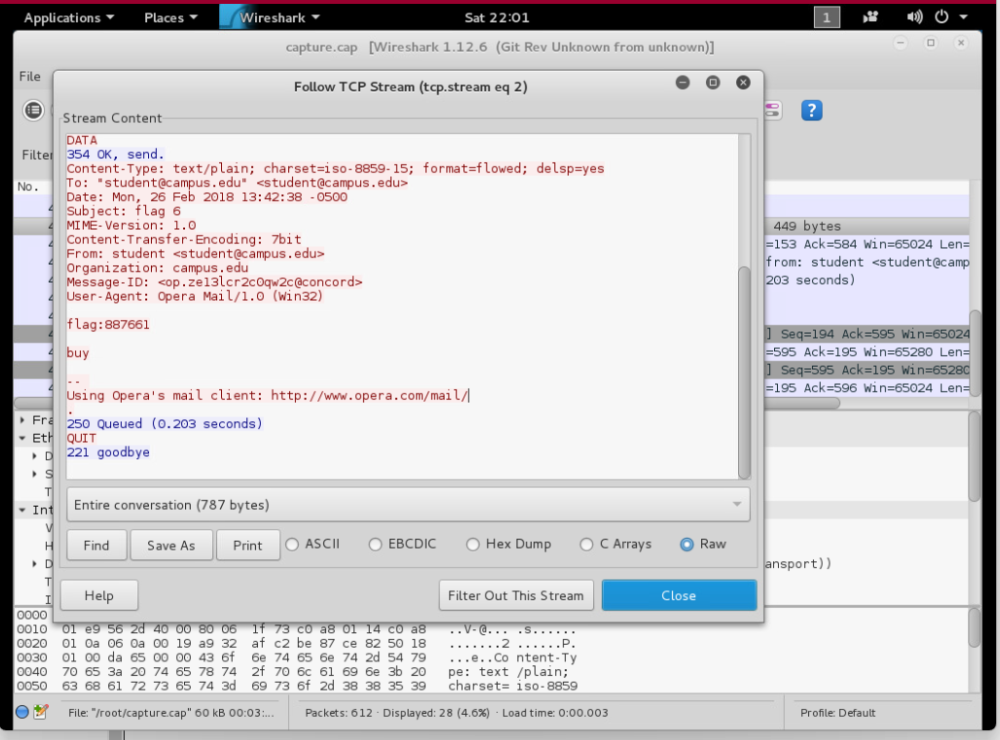 Applications Places Wireshark Sat 22:01 1
capture.cap [Wireshark 1.12.6 (Git Rev Unknown from unknown)]
File
Follow TCP Stream (tcp.stream eq 2)
Stream Content
?
Filter
No.
DATA
354 OK, send.
Content-Type: text/plain; charset=iso-8859-15; format=flowed; delsp=yes
To: "student@campus.edu" <student@campus.edu>
Date: Mon, 26 Feb 2018 13:42:38 -0500
Subject: flag 6
MIME-Version: 1.0
Content-Transfer-Encoding: 7bit
From: student <student@campus.edu>
Organization: campus.edu
Message-ID: <op.ze13lcr2c0qw2c@concord>
User-Agent: Opera Mail/1.0 (Win32)
flag:887661
buy
--
Using Opera's mail client: http://www.opera.com/mail/
.
250 Queued (0.203 seconds)
QUIT
221 goodbye
449 bytes
=153 Ack=584 Win=65024 Len=
from: student <student@camp
203 seconds)
] Seq=194 Ack=595 Win=65024
=595 Ack=195 Win=65280 Len=
] Seq=595 Ack=195 Win=65280
=195 Ack=596 Win=65024 Len=
Fra
Eth
D
S
T
Int
V
H
D
T
I
ansport))
Entire conversation (787 bytes)
Find Save As Print ASCII EBCDIC Hex Dump C Arrays Raw
Help Filter Out This Stream Close
0000
0010 01 e9 56 2d 40 00 80 06 1f 73 c0 a8 01 14 c0 a8 ..V-@... .s......
0020 01 0a 06 0a 00 19 a9 32 af c2 be 87 ce 82 50 18 .......2 ......P.
0030 01 00 da 65 00 00 43 6f 6e 74 65 6e 74 2d 54 79 ...e..Co ntent-Ty
0040 70 65 3a 20 74 65 78 74 2f 70 6c 61 69 6e 3b 20 pe: text /plain;
0050 63 68 61 72 73 65 74 3d 69 73 6f 2d 38 38 35 39 charset= iso-8859
File: "/root/capture.cap" 60 kB 00:03:... Packets: 612 · Displayed: 28 (4.6%) · Load time: 0:00.003 Profile: Default